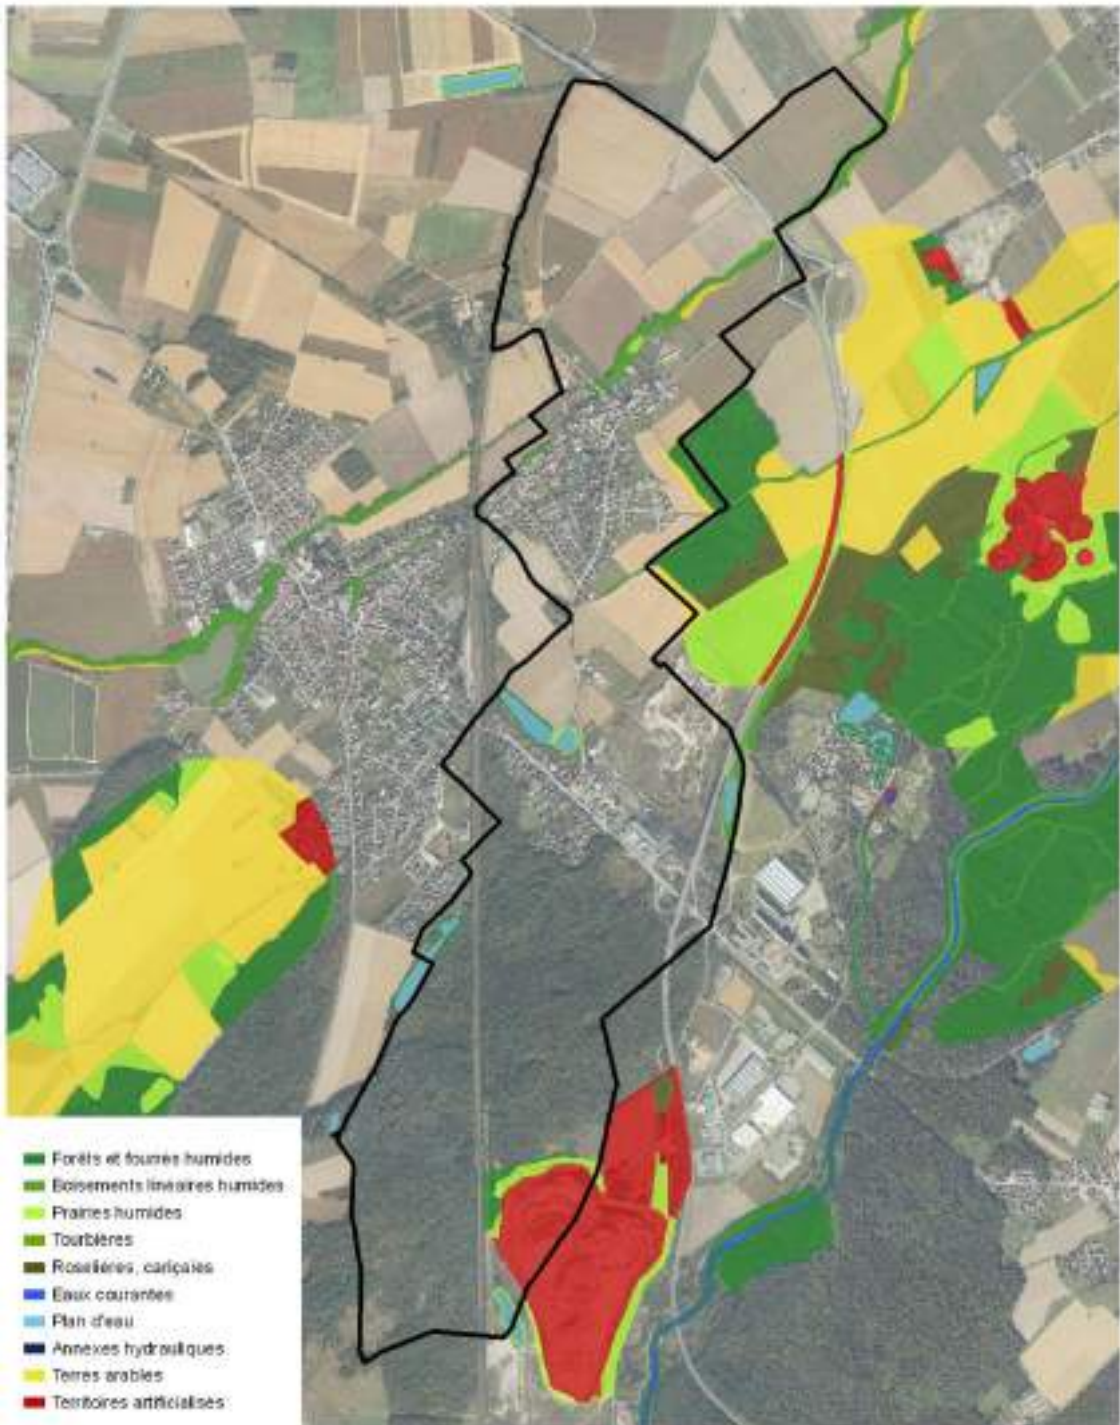 Forêts et fourrés humides
Boisements linéaires humides
Prairies humides
Tourbières
Roselières, cariçaies
Eaux courantes
Plan d'eau
Annexes hydrauliques
Terres arables
Territoires artificialisés